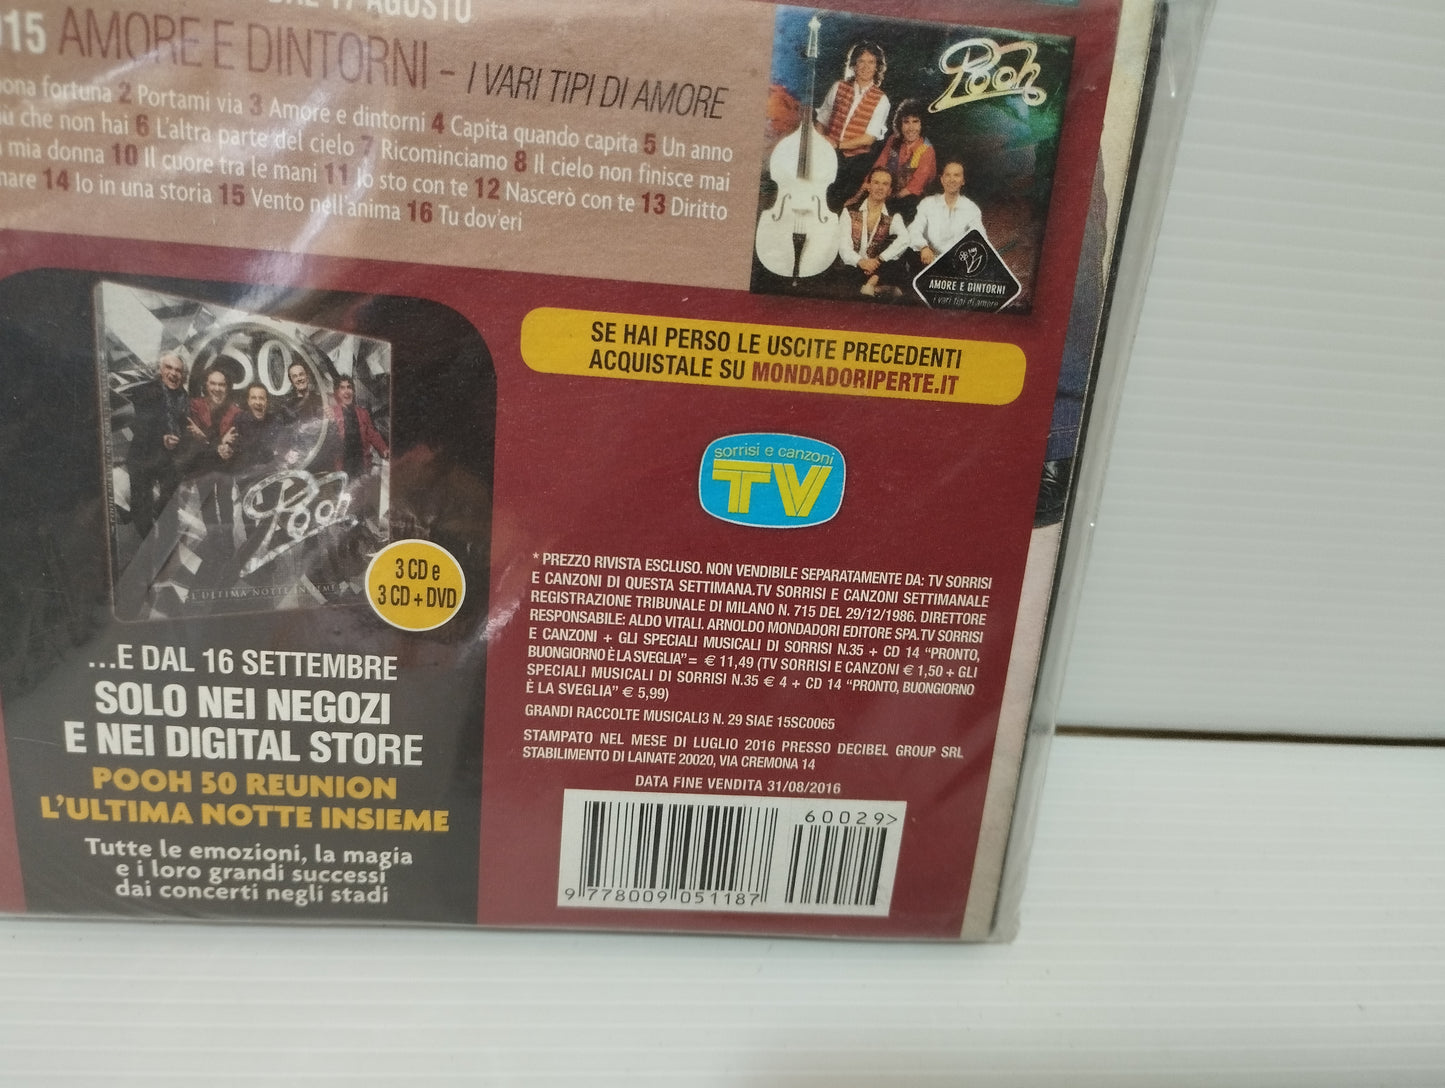 17 AGOSTO
015 AMORE E DINTORNI – I VARI TIPI DI AMORE
fortuna 2 Portami via 3 Amore e dintorni 4 Capita quando capita 5 Un anno
che non hai 6 L'altra parte del cielo 7 Ricominciamo 8 Il cielo non finisce mai
mia donna 10 Il cuore tra le mani 11 Io sto con te 12 Nascerò con te 13 Diritto
14 Io in una storia 15 Vento nell'anima 16 Tu dov'eri
Pooh
AMORE E DINTORNI
i vari tipi di amore
SE HAI PERSO LE USCITE PRECEDENTI
ACQUISTALE SU MONDADORIPERTE.IT
50
Pooh
L'ULTIMA NOTTE INSIEME
3 CD e
3 CD + DVD
...E DAL 16 SETTEMBRE
SOLO NEI NEGOZI
E NEI DIGITAL STORE
POOH 50 REUNION
L'ULTIMA NOTTE INSIEME
Tutte le emozioni, la magia
e i loro grandi successi
dai concerti negli stadi
sorrisi e canzoni
TV
* PREZZO RIVISTA ESCLUSO. NON VENDIBILE SEPARATAMENTE DA: TV SORRISI
E CANZONI DI QUESTA SETTIMANA.TV SORRISI E CANZONI SETTIMANALE
REGISTRAZIONE TRIBUNALE DI MILANO N. 715 DEL 29/12/1986. DIRETTORE
RESPONSABILE: ALDO VITALI. ARNOLDO MONDADORI EDITORE SPA.TV SORRISI
E CANZONI + GLI SPECIALI MUSICALI DI SORRISI N.35 + CD 14 “PRONTO,
BUONGIORNO È LA SVEGLIA”= € 11,49 (TV SORRISI E CANZONI € 1,50 + GLI
SPECIALI MUSICALI DI SORRISI N.35 € 4 + CD 14 “PRONTO, BUONGIORNO
È LA SVEGLIA” € 5,99)
GRANDI RACCOLTE MUSICALI3 N. 29 SIAE 15SC0065
STAMPATO NEL MESE DI LUGLIO 2016 PRESSO DECIBEL GROUP SRL
STABILIMENTO DI LAINATE 20020, VIA CREMONA 14
DATA FINE VENDITA 31/08/2016
60029>
9 778009 051187